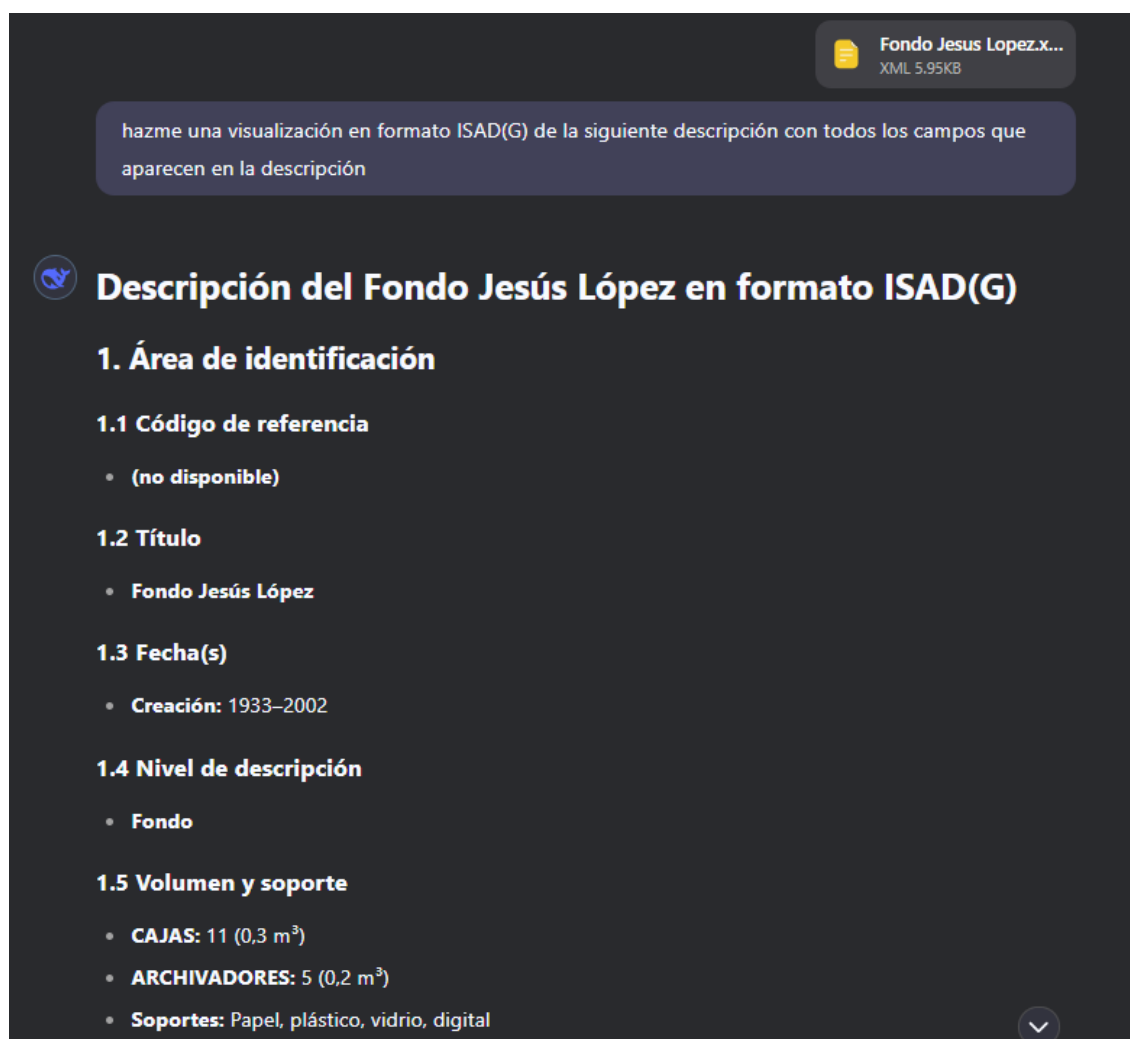 Fondo Jesus Lopez.x...
XML 5.95KB
hazme una visualización en formato ISAD(G) de la siguiente descripción con todos los campos que
aparecen en la descripción
Descripción del Fondo Jesús López en formato ISAD(G)
1. Área de identificación
1.1 Código de referencia
• (no disponible)
1.2 Título
• Fondo Jesús López
1.3 Fecha(s)
• Creación: 1933–2002
1.4 Nivel de descripción
• Fondo
1.5 Volumen y soporte
• CAJAS: 11 (0,3 m³)
• ARCHIVADORES: 5 (0,2 m³)
• Soportes: Papel, plástico, vidrio, digital